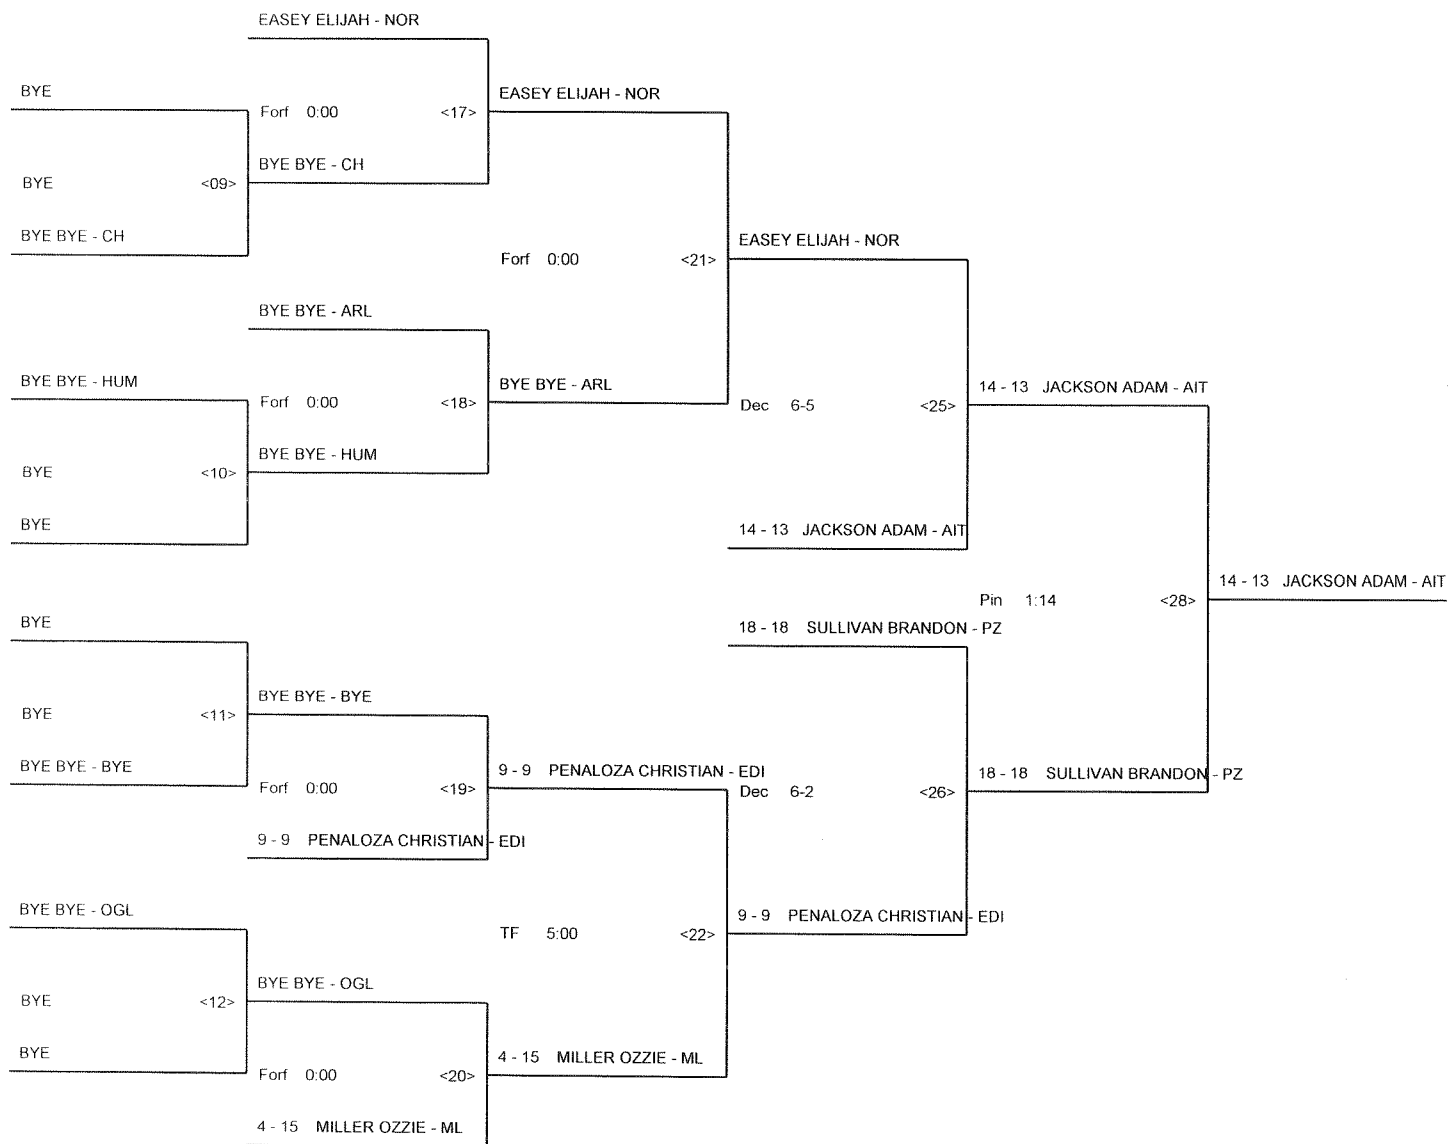 EASEY ELIJAH - NOR
BYE
Forf 0:00 <17>
EASEY ELIJAH - NOR
BYE BYE - CH
BYE <09>
BYE BYE - CH
EASEY ELIJAH - NOR
Forf 0:00 <21>
BYE BYE - ARL
BYE BYE - HUM
Forf 0:00 <18>
BYE BYE - ARL
14 - 13 JACKSON ADAM - AIT
Dec 6-5 <25>
BYE BYE - HUM
BYE <10>
BYE
14 - 13 JACKSON ADAM - AIT
14 - 13 JACKSON ADAM - AIT
Pin 1:14 <28>
BYE
18 - 18 SULLIVAN BRANDON - PZ
BYE BYE - BYE
BYE <11>
BYE BYE - BYE
9 - 9 PENALOZA CHRISTIAN - EDI
18 - 18 SULLIVAN BRANDON - PZ
Forf 0:00 <19>
Dec 6-2 <26>
9 - 9 PENALOZA CHRISTIAN - EDI
BYE BYE - OGL
9 - 9 PENALOZA CHRISTIAN - EDI
TF 5:00 <22>
BYE BYE - OGL
BYE <12>
BYE
4 - 15 MILLER OZZIE - ML
Forf 0:00 <20>
4 - 15 MILLER OZZIE - ML